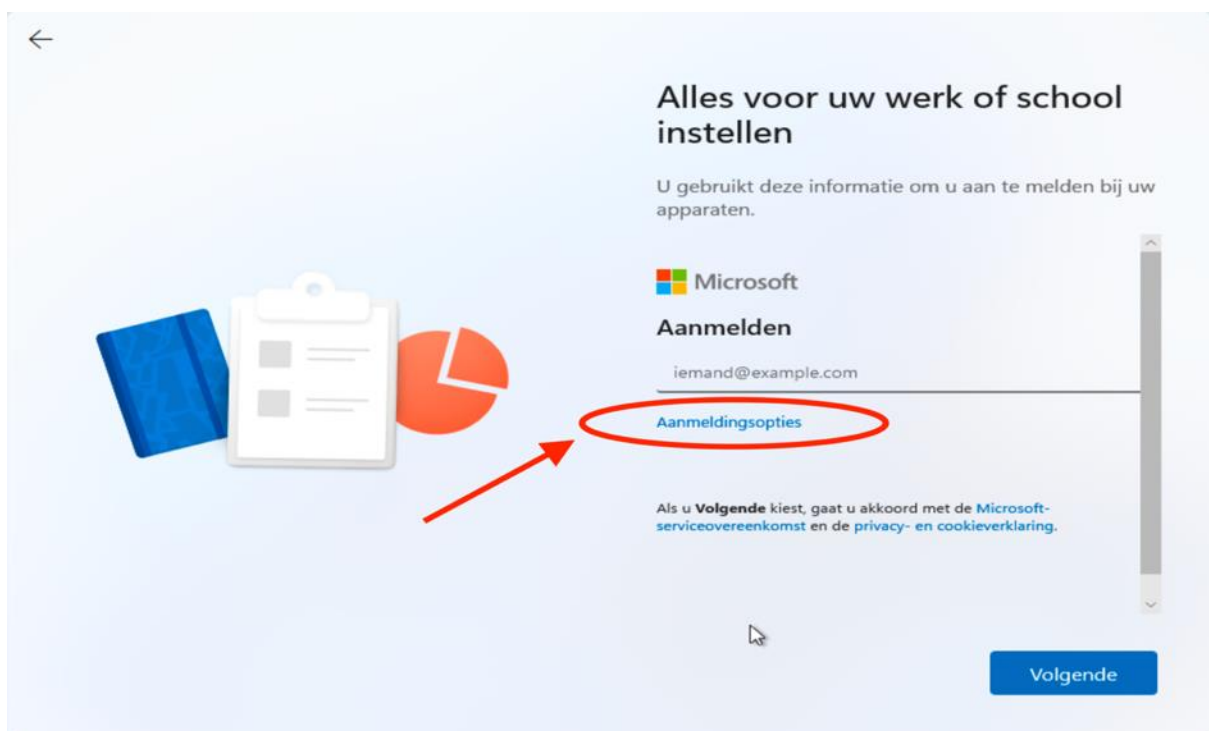 Alles voor uw werk of school
instellen
U gebruikt deze informatie om u aan te melden bij uw
apparaten.
Microsoft
Aanmelden
iemand@example.com
Aanmeldingsopties
Als u Volgende kiest, gaat u akkoord met de Microsoft-
serviceovereenkomst en de privacy- en cookieverklaring.
Volgende